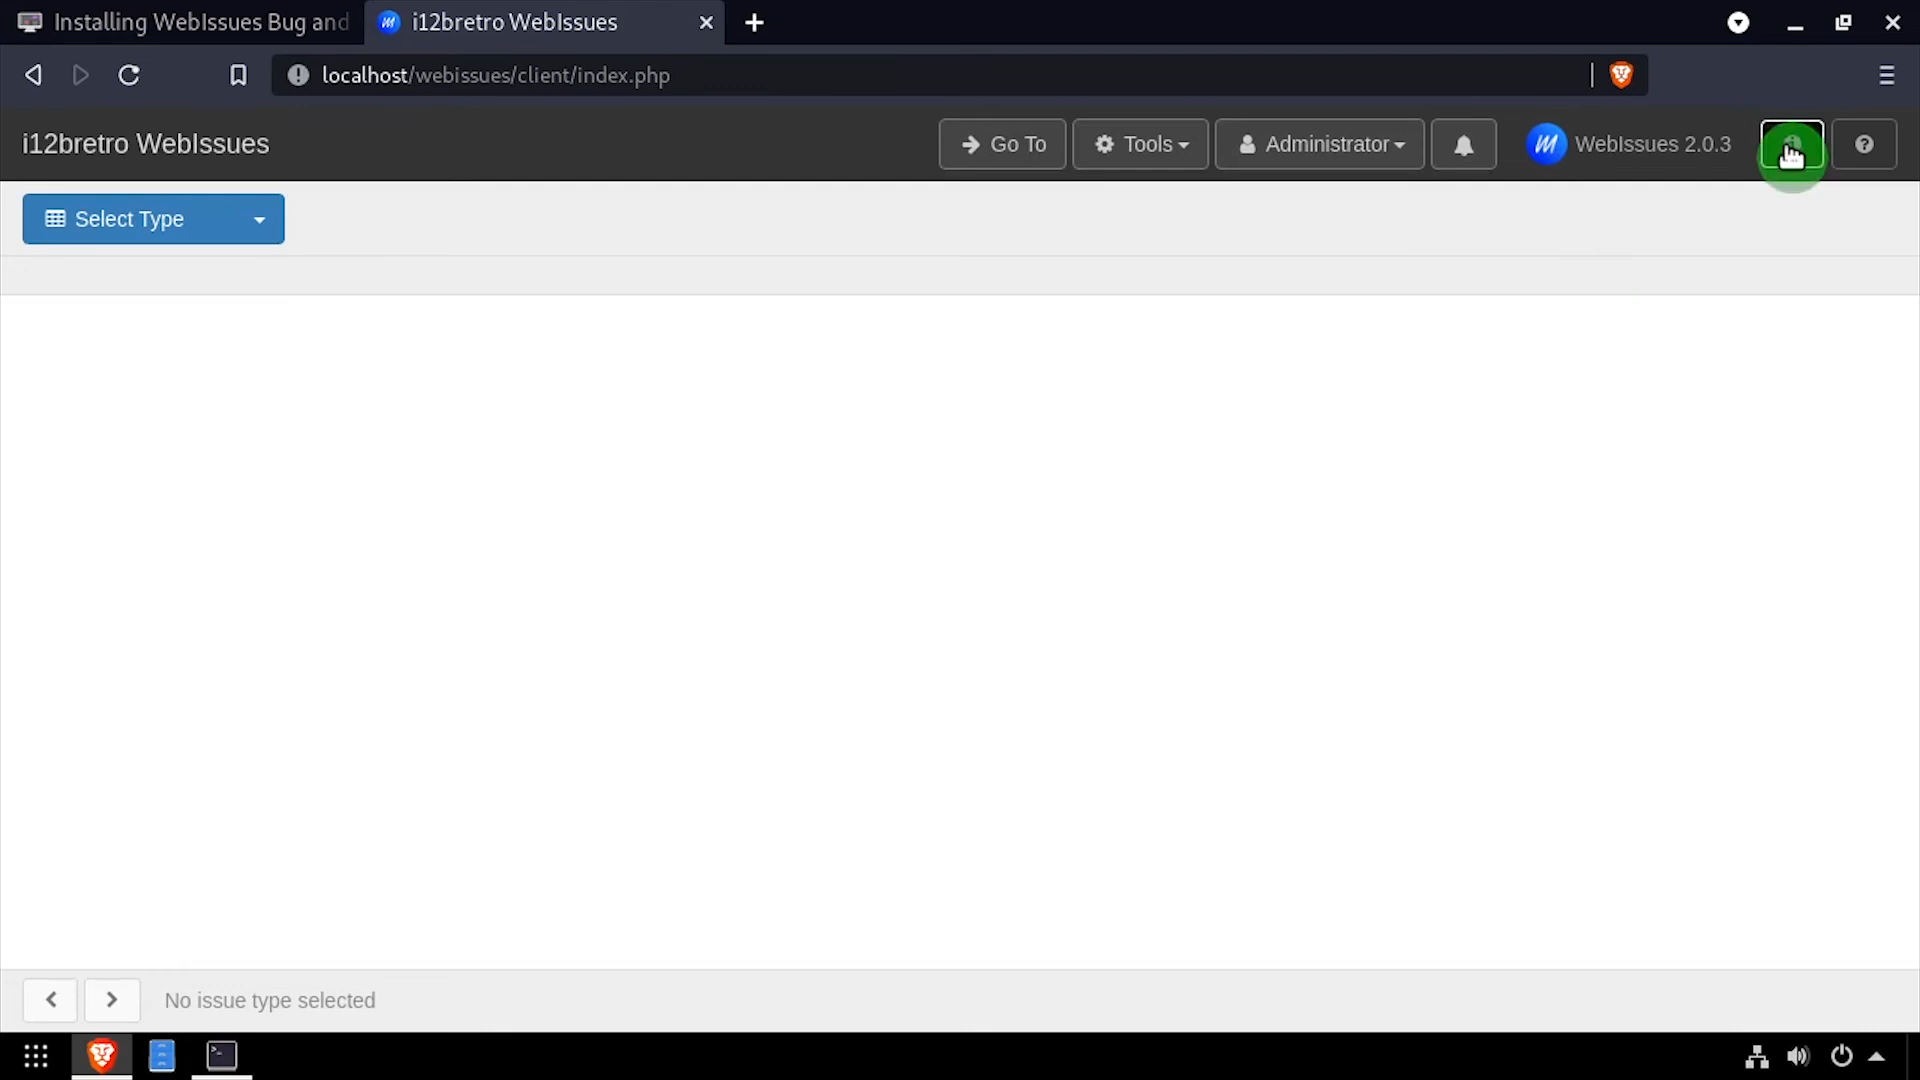 Installing WebIssues Bug and
i12bretro WebIssues
localhost/webissues/client/index.php
i12bretro WebIssues
Go To
Tools
Administrator
WebIssues 2.0.3
Select Type
No issue type selected